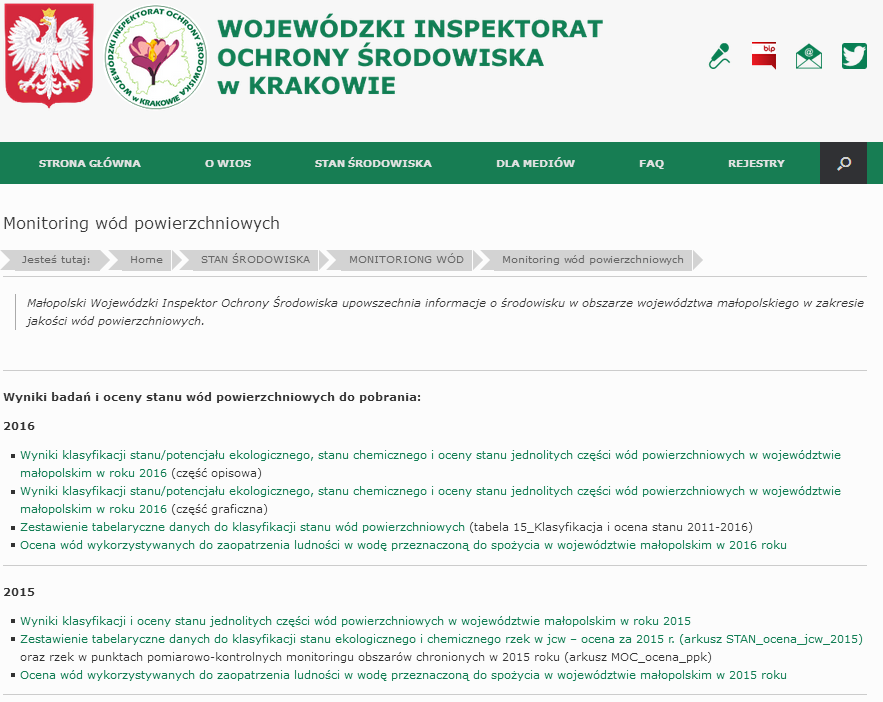 WOJEWÓDZKI INSPEKTORAT OCHRONY ŚRODOWISKA
w KRAKOWIE
WOJEWÓDZKI INSPEKTORAT
OCHRONY ŚRODOWISKA
w KRAKOWIE
bip
@
STRONA GŁÓWNA
O WIOS
STAN ŚRODOWISKA
DLA MEDIÓW
FAQ
REJESTRY
Monitoring wód powierzchniowych
Jesteś tutaj:
Home
STAN ŚRODOWISKA
MONITORIONG WÓD
Monitoring wód powierzchniowych
Małopolski Wojewódzki Inspektor Ochrony Środowiska upowszechnia informacje o środowisku w obszarze województwa małopolskiego w zakresie
jakości wód powierzchniowych.
Wyniki badań i oceny stanu wód powierzchniowych do pobrania:
2016
Wyniki klasyfikacji stanu/potencjału ekologicznego, stanu chemicznego i oceny stanu jednolitych części wód powierzchniowych w województwie
małopolskim w roku 2016 (część opisowa)
Wyniki klasyfikacji stanu/potencjału ekologicznego, stanu chemicznego i oceny stanu jednolitych części wód powierzchniowych w województwie
małopolskim w roku 2016 (część graficzna)
Zestawienie tabelaryczne danych do klasyfikacji stanu wód powierzchniowych (tabela 15_Klasyfikacja i ocena stanu 2011-2016)
Ocena wód wykorzystywanych do zaopatrzenia ludności w wodę przeznaczoną do spożycia w województwie małopolskim w 2016 roku
2015
Wyniki klasyfikacji i oceny stanu jednolitych części wód powierzchniowych w województwie małopolskim w roku 2015
Zestawienie tabelaryczne danych do klasyfikacji stanu ekologicznego i chemicznego rzek w jcw – ocena za 2015 r. (arkusz STAN_ocena_jcw_2015)
oraz rzek w punktach pomiarowo-kontrolnych monitoringu obszarów chronionych w 2015 roku (arkusz MOC_ocena_ppk)
Ocena wód wykorzystywanych do zaopatrzenia ludności w wodę przeznaczoną do spożycia w województwie małopolskim w 2015 roku